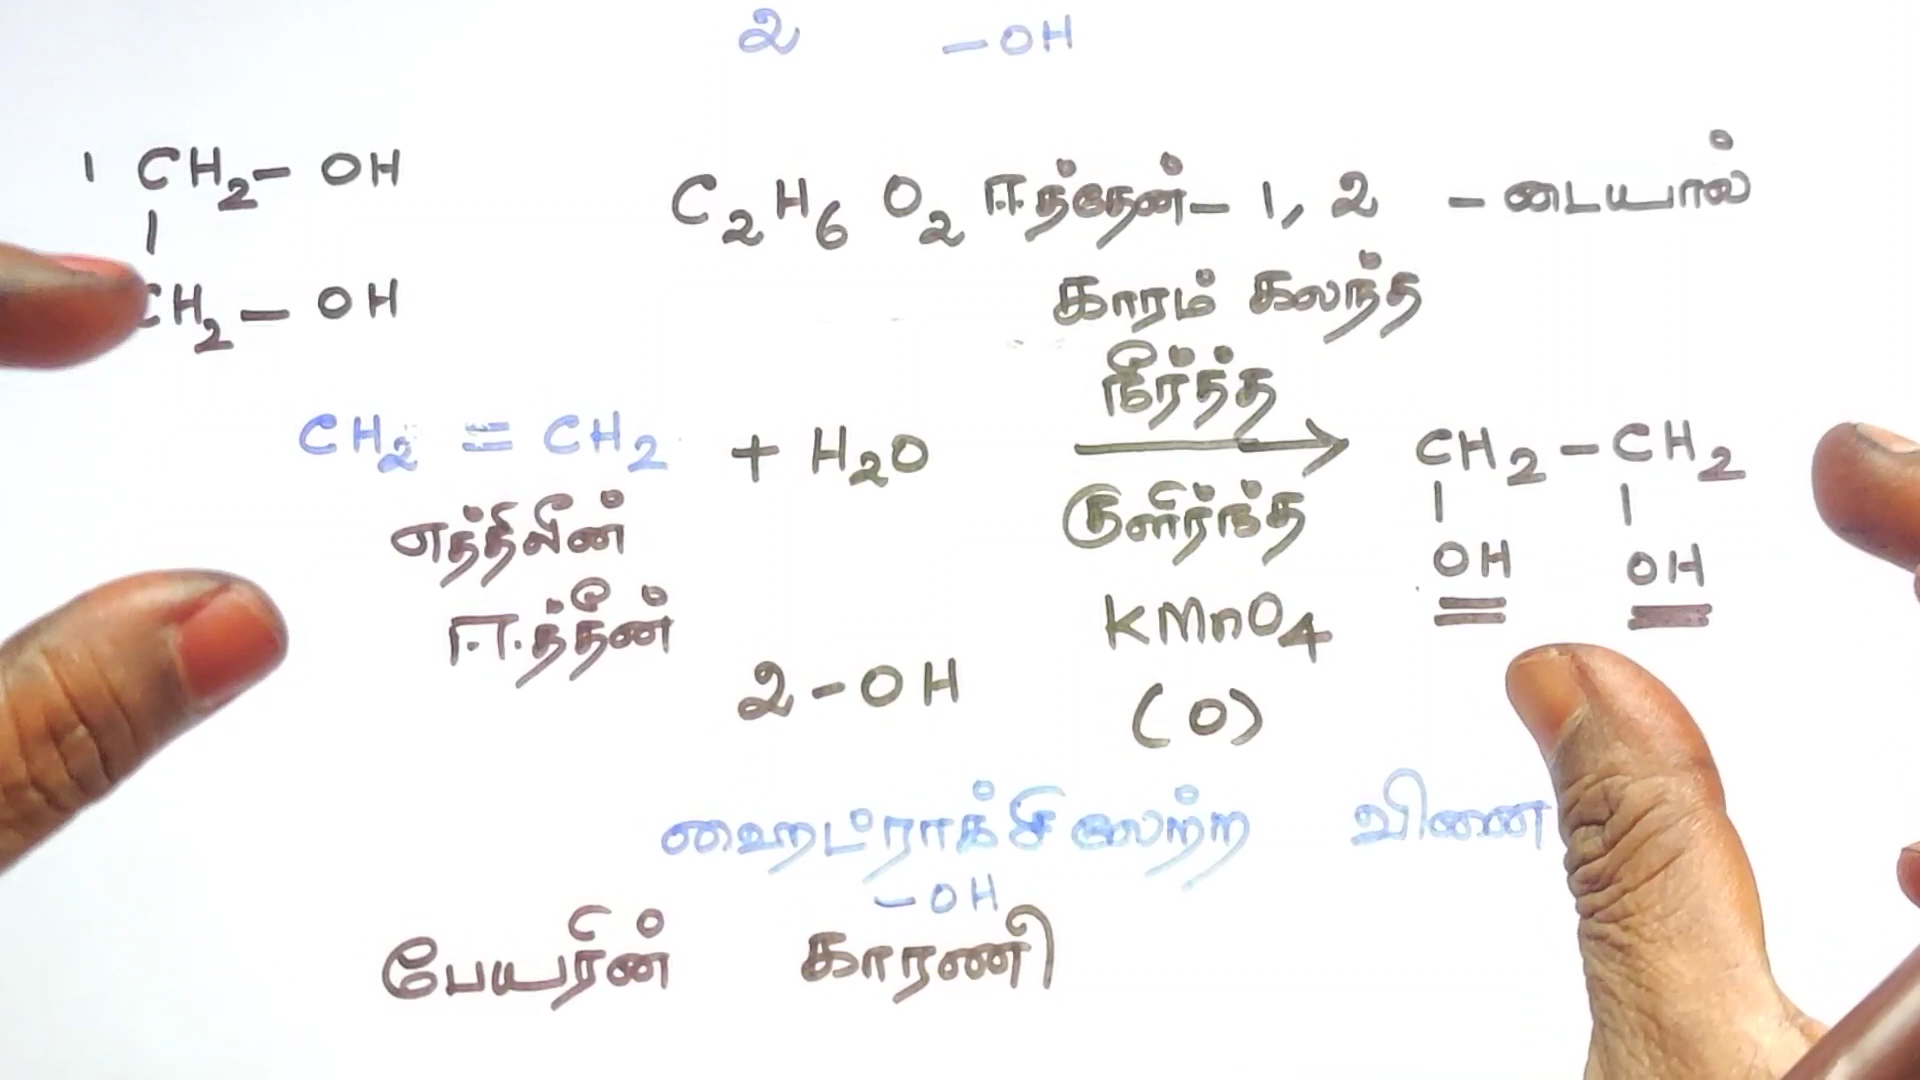 2 – OH
1 CH2 – OH
C2H6O2 ஈத்தேன் – 1, 2 – டையால்
CH2 – OH
காரம் கலந்த
நீர்த்த
CH2 = CH2 + H2O ⟶ CH2 – CH2
எத்திலீன்
குளிர்ந்த
OH OH
ஈத்தீன்
KMnO4
2 – OH
(O)
ஹைட்ராக்சிலேற்ற வினை
– OH
பேயரின் காரணி